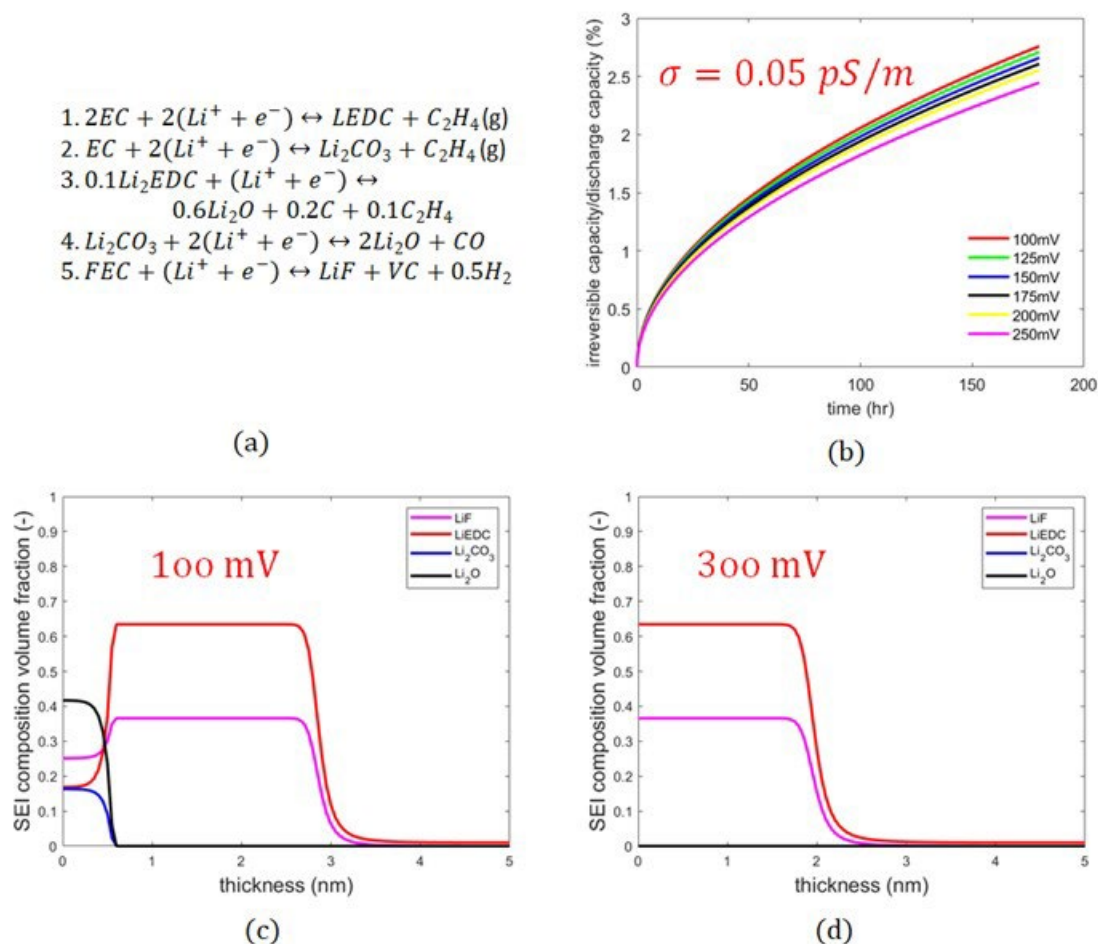 1. 2EC + 2(Li⁺ + e⁻) ↔ LEDC + C₂H₄(g)
2. EC + 2(Li⁺ + e⁻) ↔ Li₂CO₃ + C₂H₄(g)
3. 0.1Li₂EDC + (Li⁺ + e⁻) ↔
0.6Li₂O + 0.2C + 0.1C₂H₄
4. Li₂CO₃ + 2(Li⁺ + e⁻) ↔ 2Li₂O + CO
5. FEC + (Li⁺ + e⁻) ↔ LiF + VC + 0.5H₂
(a)
irreversible capacity/discharge capacity (%)
3
2.5
2
1.5
1
0.5
0
σ = 0.05 pS/m
100mV
125mV
150mV
175mV
200mV
250mV
0 50 100 150 200
time (hr)
(b)
SEI composition volume fraction (-)
1
0.9
0.8
0.7
0.6
0.5
0.4
0.3
0.2
0.1
0
100 mV
LiF
LiEDC
Li₂CO₃
Li₂O
0 1 2 3 4 5
thickness (nm)
(c)
SEI composition volume fraction (-)
1
0.9
0.8
0.7
0.6
0.5
0.4
0.3
0.2
0.1
0
300 mV
LiF
LiEDC
Li₂CO₃
Li₂O
0 1 2 3 4 5
thickness (nm)
(d)